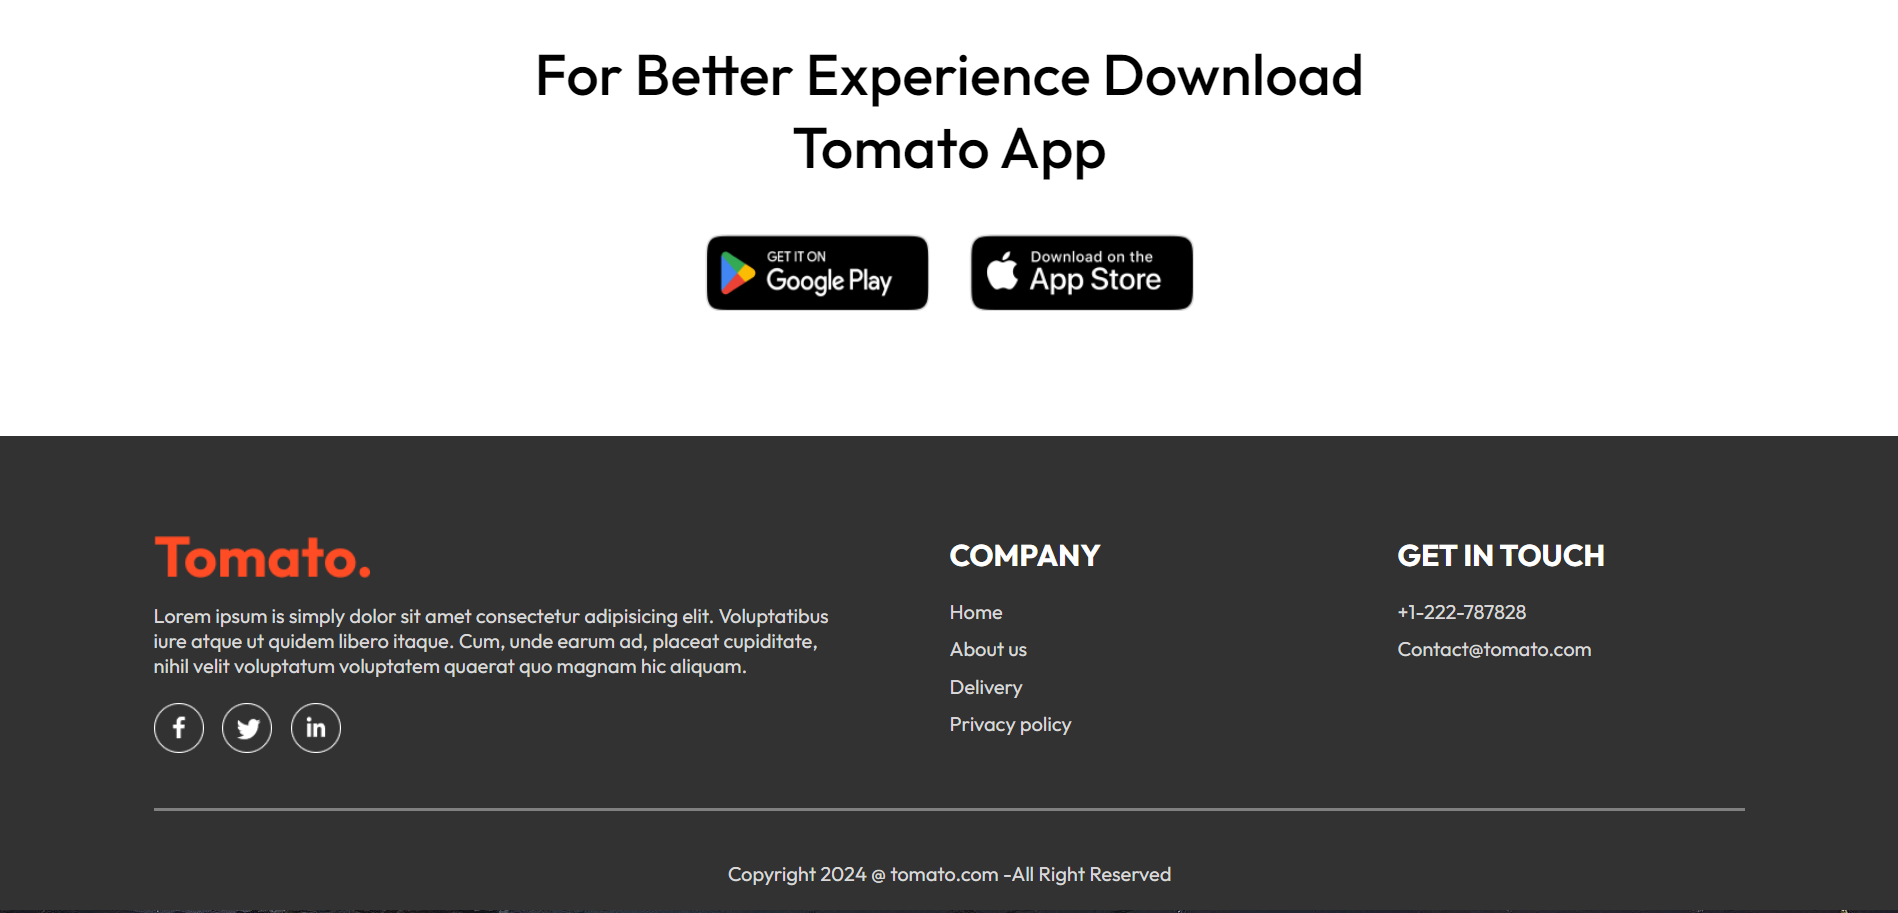 For Better Experience Download
Tomato App
GET IT ON
Google Play
Download on the
App Store
Tomato.
Lorem ipsum is simply dolor sit amet consectetur adipisicing elit. Voluptatibus
iure atque ut quidem libero itaque. Cum, unde earum ad, placeat cupiditate,
nihil velit voluptatum voluptatem quaerat quo magnam hic aliquam.
f
in
COMPANY
Home
About us
Delivery
Privacy policy
GET IN TOUCH
+1-222-787828
Contact@tomato.com
Copyright 2024 @ tomato.com -All Right Reserved